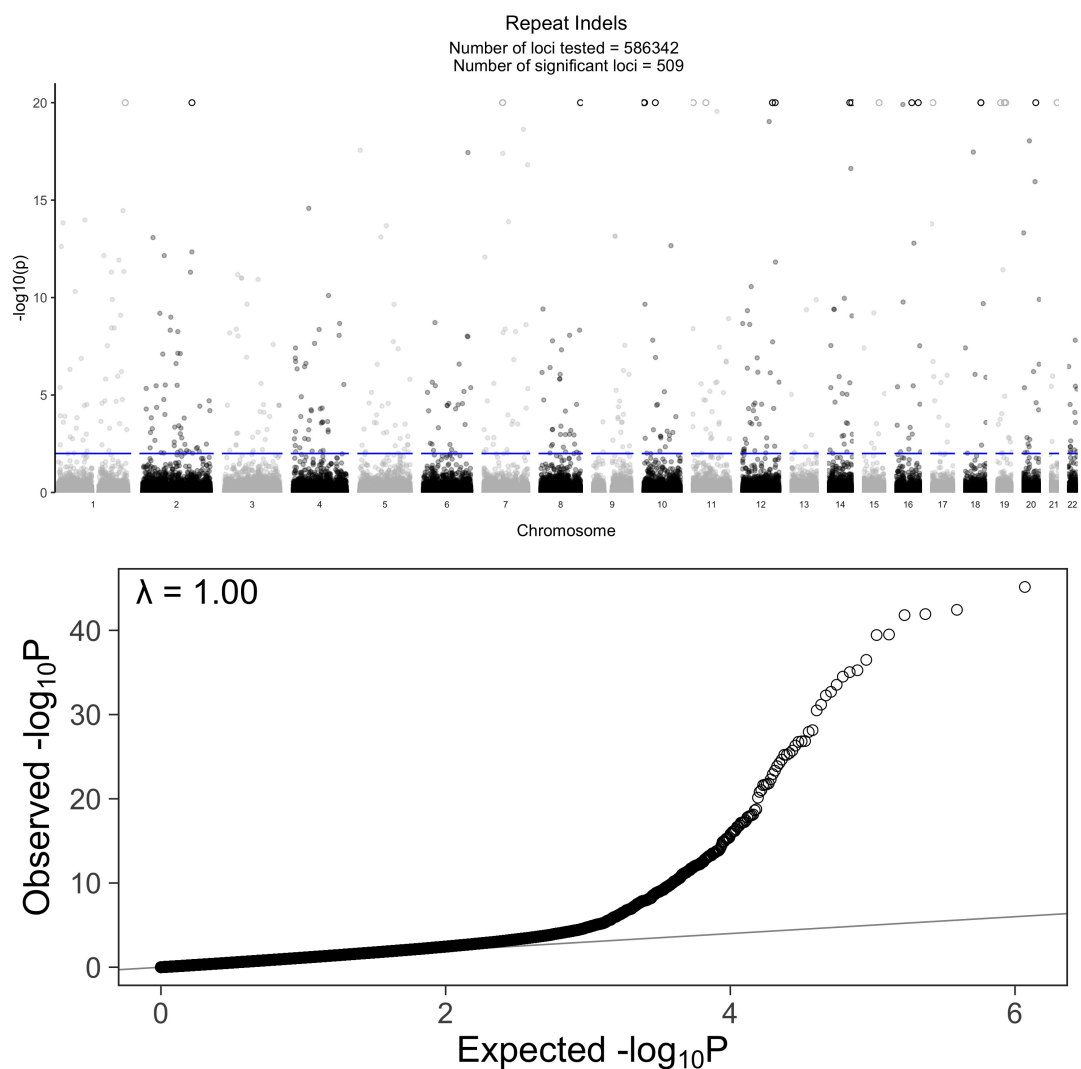 Repeat Indels
Number of loci tested = 586342
Number of significant loci = 509
-log10(p)
20
15
10
5
0
1 2 3 4 5 6 7 8 9 10 11 12 13 14 15 16 17 18 19 20 21 22
Chromosome
λ = 1.00
Observed -log₁₀P
40
30
20
10
0
0 2 4 6
Expected -log₁₀P